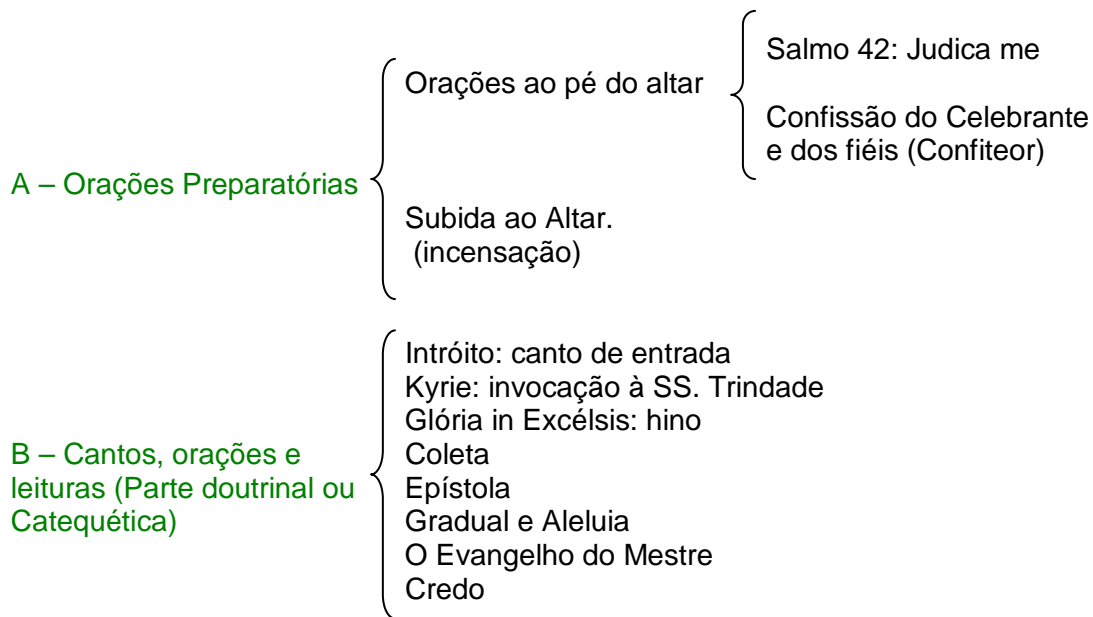 A – Orações Preparatórias
Orações ao pé do altar
Salmo 42: Judica me
Confissão do Celebrante
e dos fiéis (Confiteor)
Subida ao Altar.
(incensação)
B – Cantos, orações e
leituras (Parte doutrinal ou
Catequética)
Intróito: canto de entrada
Kyrie: invocação à SS. Trindade
Glória in Excélsis: hino
Coleta
Epístola
Gradual e Aleluia
O Evangelho do Mestre
Credo